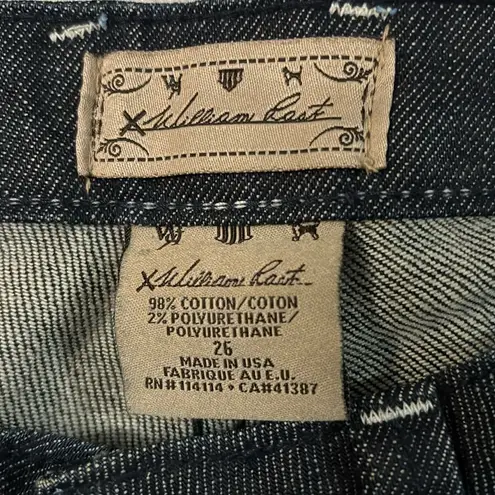 William Rast
William Rast
98% COTTON/COTON
2% POLYURETHANE/
POLYURETHANE
26
MADE IN USA
FABRIQUE AU E.U.
RN#114114 • CA#41387